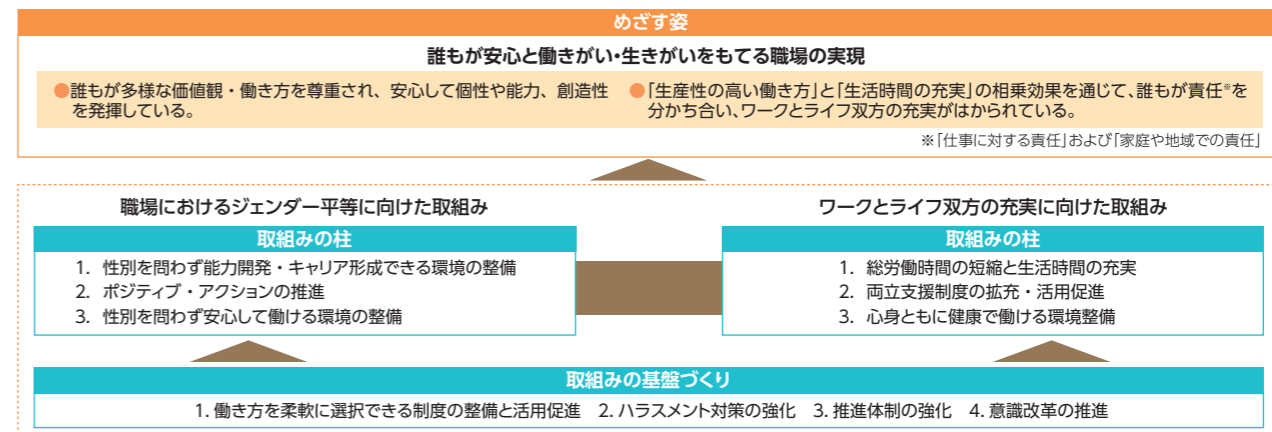 めざす姿
誰もが安心と働きがい・生きがいをもてる職場の実現
●誰もが多様な価値観・働き方を尊重され、安心して個性や能力、創造性
を発揮している。
●「生産性の高い働き方」と「生活時間の充実」の相乗効果を通じて、誰もが責任※を
分かち合い、ワークとライフ双方の充実がはかられている。
※「仕事に対する責任」および「家庭や地域での責任」
職場におけるジェンダー平等に向けた取組み
取組みの柱
1. 性別を問わず能力開発・キャリア形成できる環境の整備
2. ポジティブ・アクションの推進
3. 性別を問わず安心して働ける環境の整備
ワークとライフ双方の充実に向けた取組み
取組みの柱
1. 総労働時間の短縮と生活時間の充実
2. 両立支援制度の拡充・活用促進
3. 心身ともに健康で働ける環境整備
取組みの基盤づくり
1. 働き方を柔軟に選択できる制度の整備と活用促進 2. ハラスメント対策の強化 3. 推進体制の強化 4. 意識改革の推進